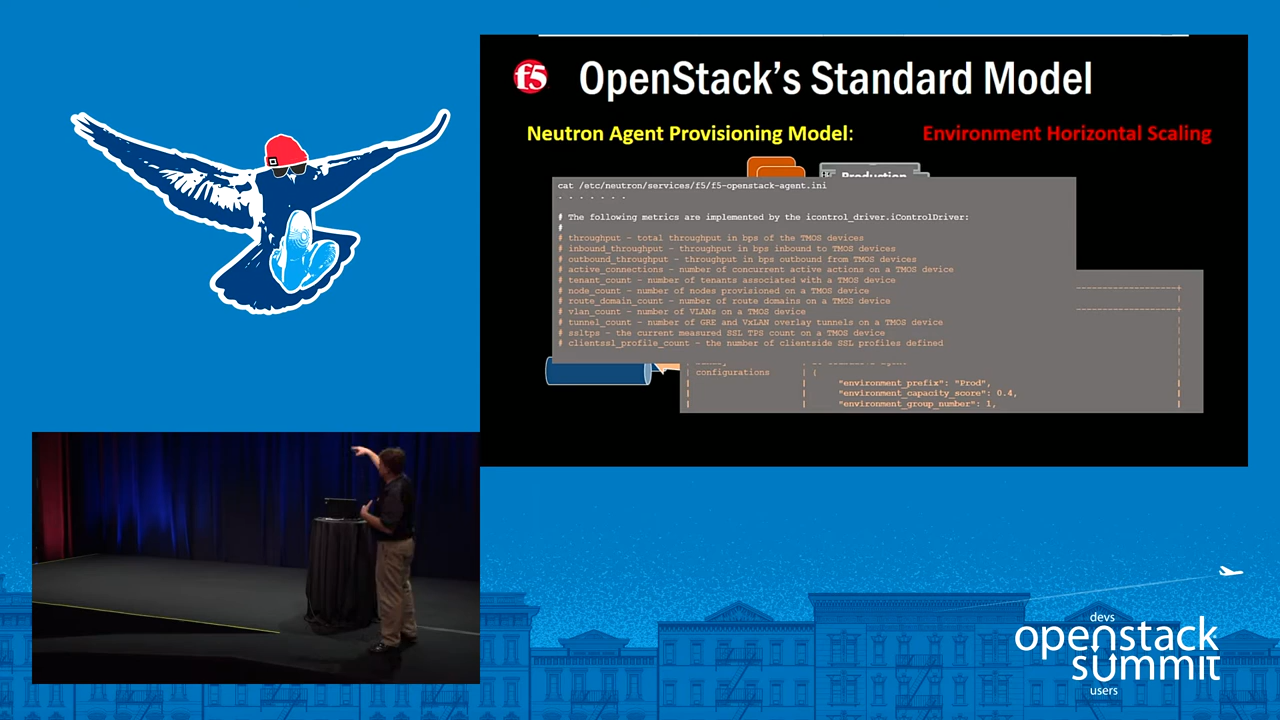 f5
OpenStack's Standard Model
Neutron Agent Provisioning Model:
Environment Horizontal Scaling
Production
cat /etc/neutron/services/f5/f5-openstack-agent.ini
. . . . . . .
# The following metrics are implemented by the icontrol_driver.iControlDriver:
#
# throughput - total throughput in bps of the TMOS devices
# inbound_throughput - throughput in bps inbound to TMOS devices
# outbound_throughput - throughput in bps outbound from TMOS devices
# active_connections - number of concurrent active actions on a TMOS device
# tenant_count - number of tenants associated with a TMOS device
# node_count - number of nodes provisioned on a TMOS device
# route_domain_count - number of route domains on a TMOS device
# vlan_count - number of VLANs on a TMOS device
# tunnel_count - number of GRE and VxLAN overlay tunnels on a TMOS device
# ssltps - the current measured SSL TPS count on a TMOS device
# clientssl_profile_count - the number of clientside SSL profiles defined
| configurations | {
| | "environment_prefix": "Prod", |
| | "environment_capacity_score": 0.4, |
| | "environment_group_number": 1, |
devs
openstack
summit
users